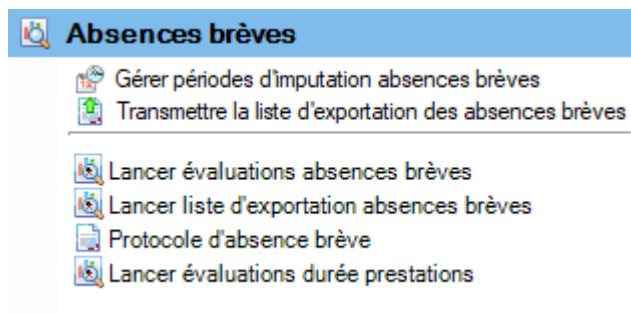 Absences brèves
Gérer périodes d'imputation absences brèves
Transmettre la liste d'exportation des absences brèves
Lancer évaluations absences brèves
Lancer liste d'exportation absences brèves
Protocole d'absence brève
Lancer évaluations durée prestations